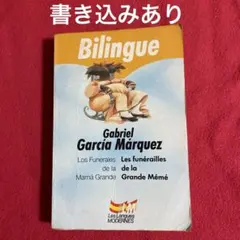 書き込みあり
Bilingue
Gabriel
García Márquez
Los Funerales
de la
Mamá Grande
Les funérailles
de la
Grande Mémé
Les Langues
MODERNES